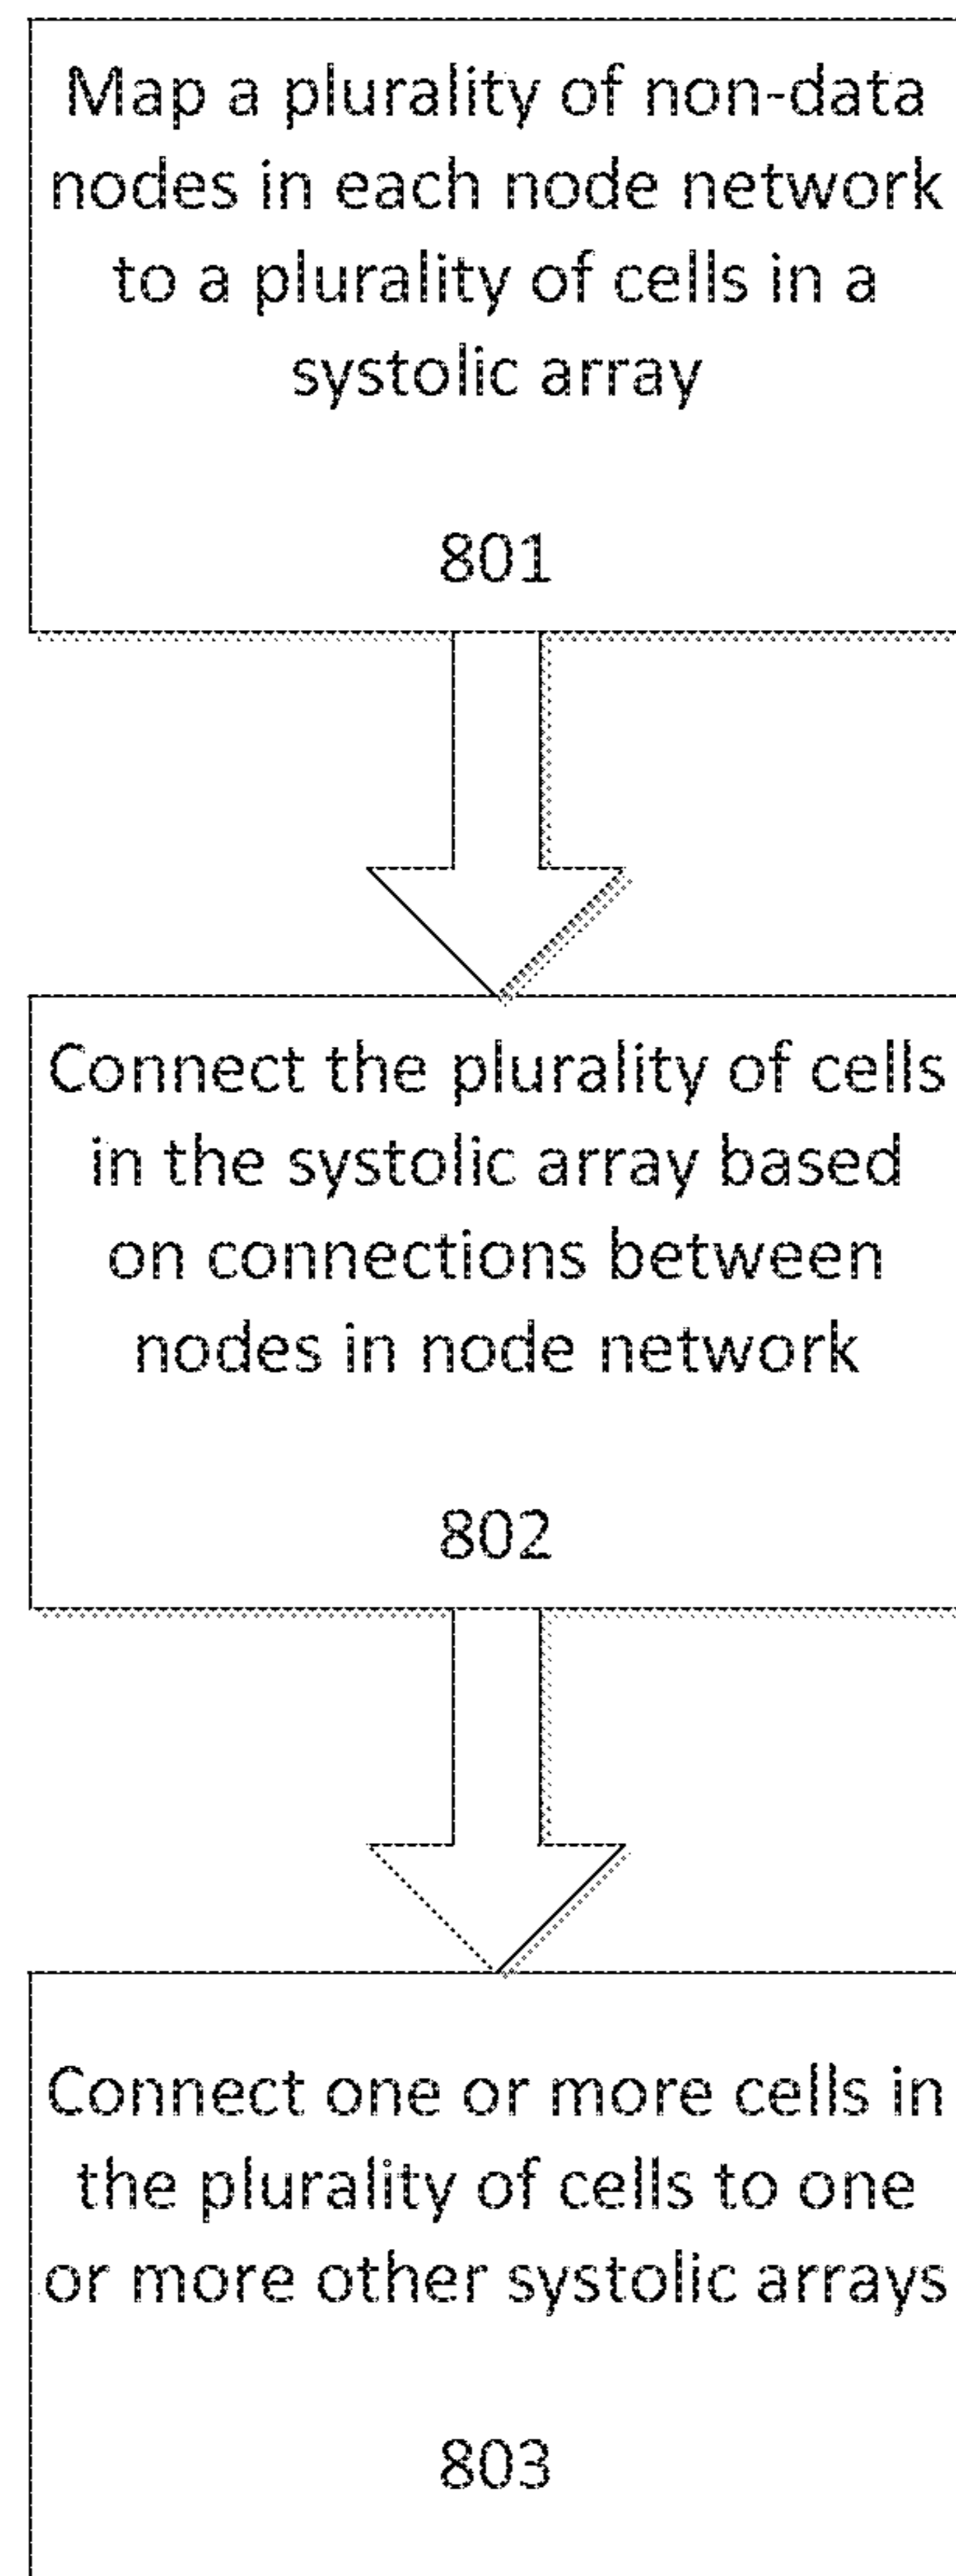 Map a plurality of non-data
nodes in each node network
to a plurality of cells in a
systolic array
801
Connect the plurality of cells
in the systolic array based
on connections between
nodes in node network
802
Connect one or more cells in
the plurality of cells to one
or more other systolic arrays
803